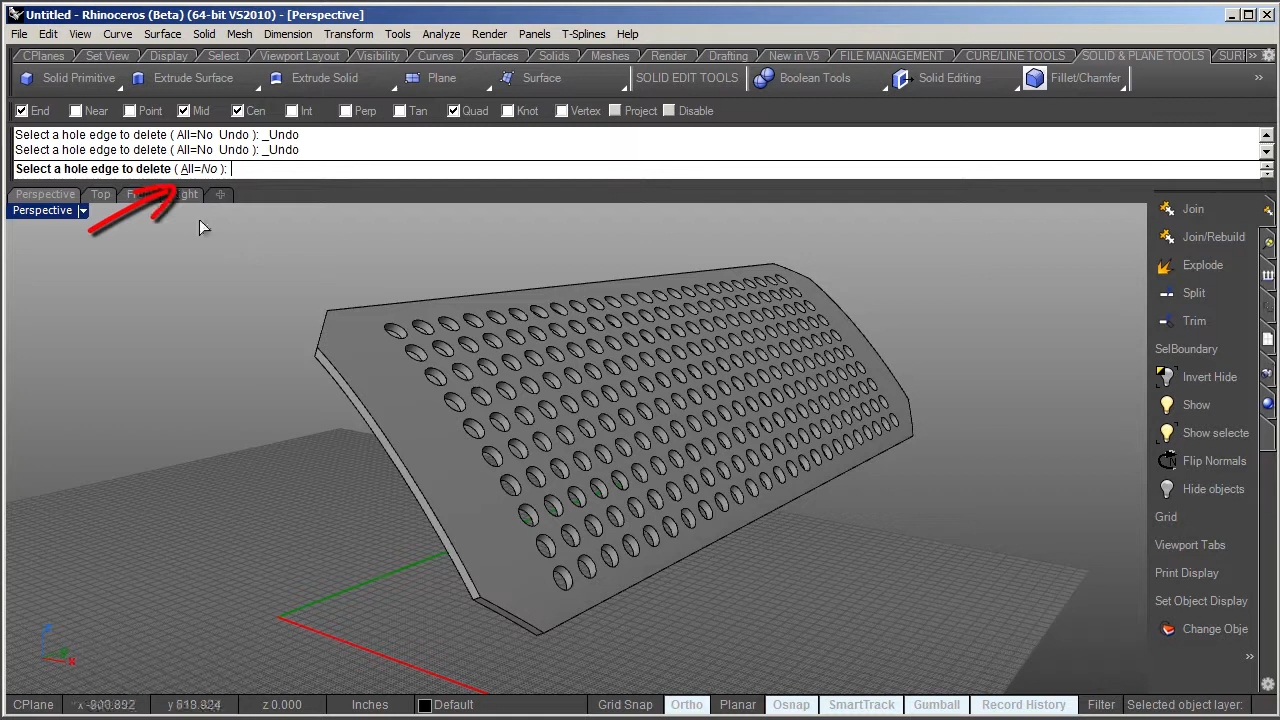 Untitled - Rhinoceros (Beta) (64-bit VS2010) - [Perspective]
File Edit View Curve Surface Solid Mesh Dimension Transform Tools Analyze Render Panels T-Splines Help
CPlanes Set View Display Select Viewport Layout Visibility Curves Surfaces Solids Meshes Render Drafting New in V5 FILE MANAGEMENT CURE/LINE TOOLS SOLID & PLANE TOOLS SURF
Solid Primitive Extrude Surface Extrude Solid Plane Surface SOLID EDIT TOOLS Boolean Tools Solid Editing Fillet/Chamfer
End Near Point Mid Cen Int Perp Tan Quad Knot Vertex Project Disable
Select a hole edge to delete ( All=No Undo ): _Undo
Select a hole edge to delete ( All=No Undo ): _Undo
Select a hole edge to delete ( All=No ):
Perspective Top
Perspective
Join
Join/Rebuild
Explode
Split
Trim
SelBoundary
Invert Hide
Show
Show selecte
Flip Normals
Hide objects
Grid
Viewport Tabs
Print Display
Set Object Display
Change Obje
z
x
CPlane y 618.824 z 0.000 Inches Default Grid Snap Ortho Planar Osnap SmartTrack Gumball Record History Filter Selected object layer: